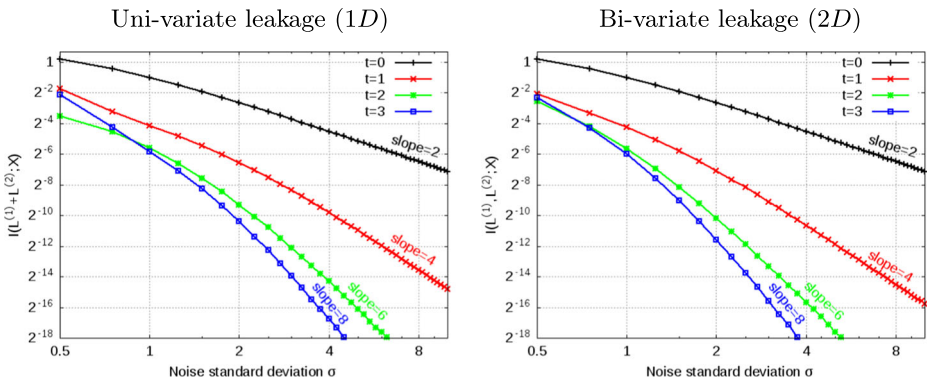 Uni-variate leakage (1D)
1
2^-2
2^-4
2^-6
2^-8
2^-10
2^-12
2^-14
2^-16
2^-18
I(L^(1)+L^(2);X)
t=0
t=1
t=2
t=3
slope=2
slope=4
slope=6
slope=8
0.5 1 2 4 8
Noise standard deviation σ
Bi-variate leakage (2D)
1
2^-2
2^-4
2^-6
2^-8
2^-10
2^-12
2^-14
2^-16
2^-18
I(L^(1),L^(2);X)
t=0
t=1
t=2
t=3
slope=2
slope=4
slope=6
slope=8
0.5 1 2 4 8
Noise standard deviation σ